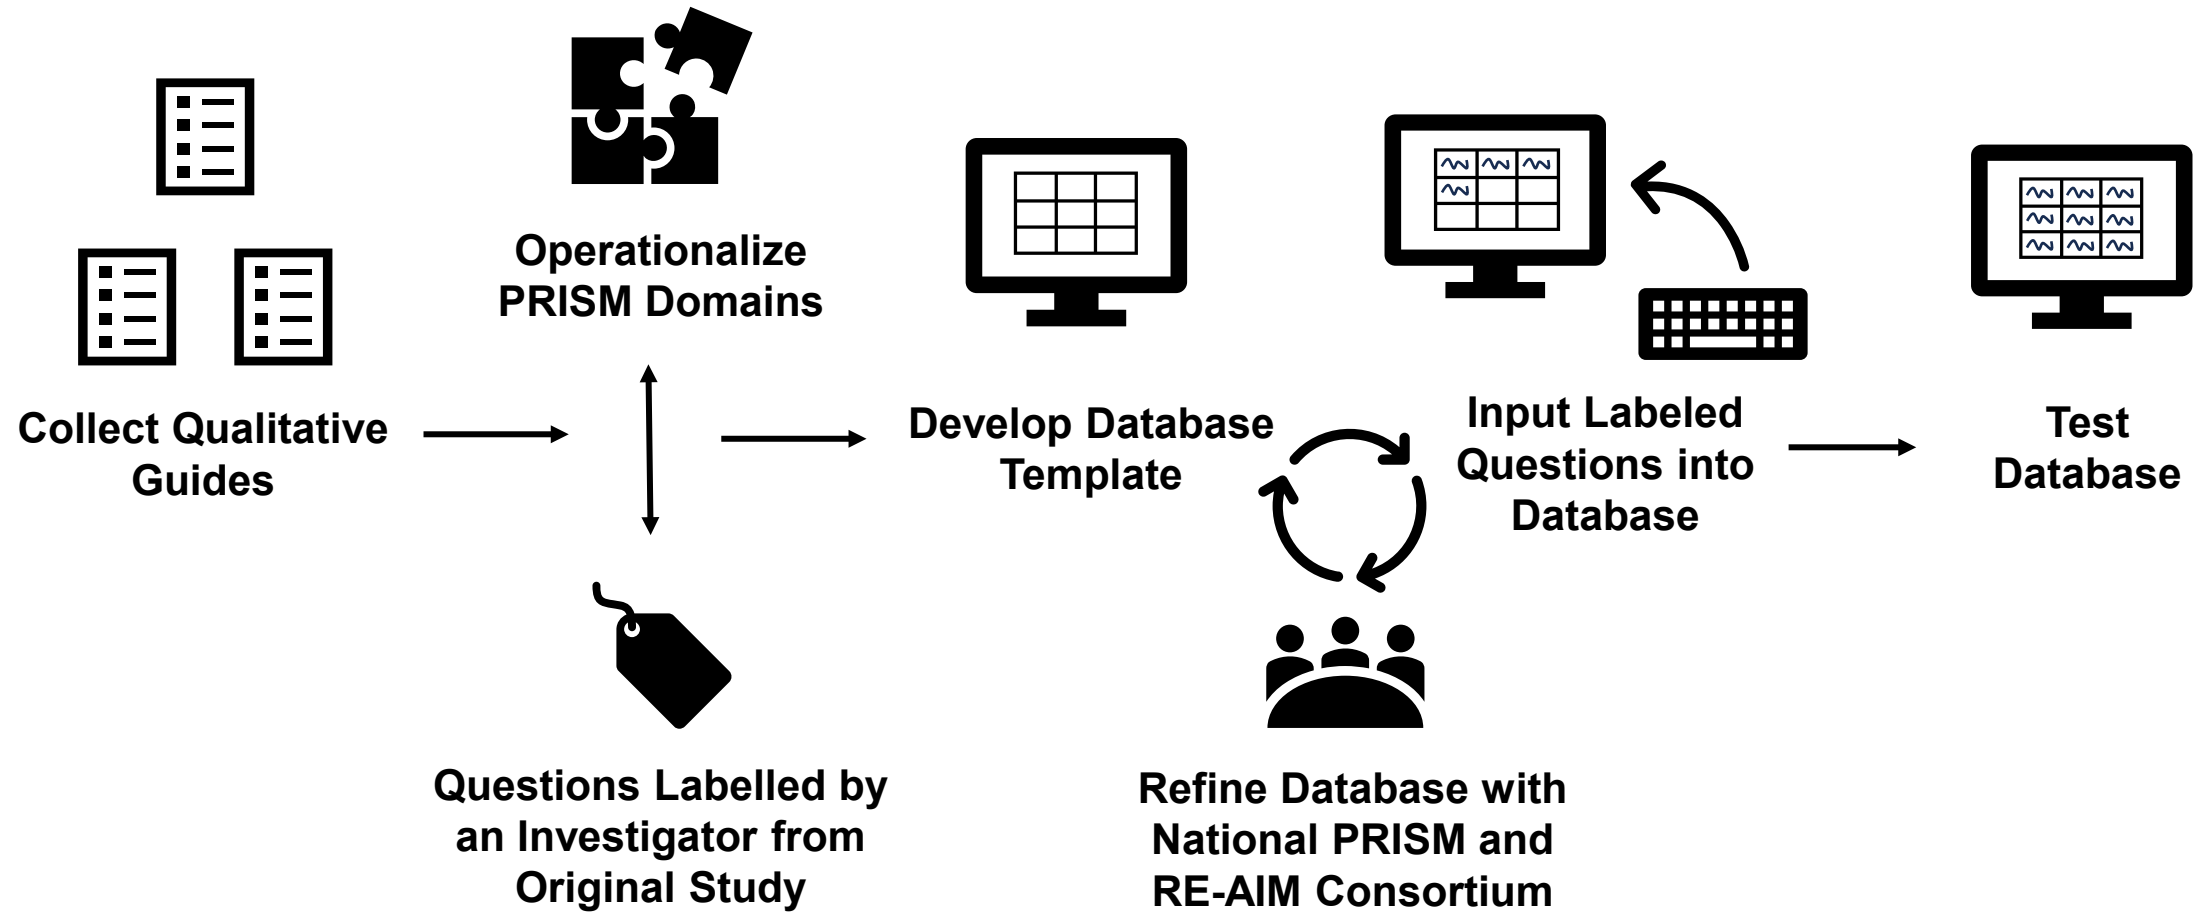 Collect Qualitative
Guides
Operationalize
PRISM Domains
Questions Labelled by
an Investigator from
Original Study
Develop Database
Template
Input Labeled
Questions into
Database
Refine Database with
National PRISM and
RE-AIM Consortium
Test
Database